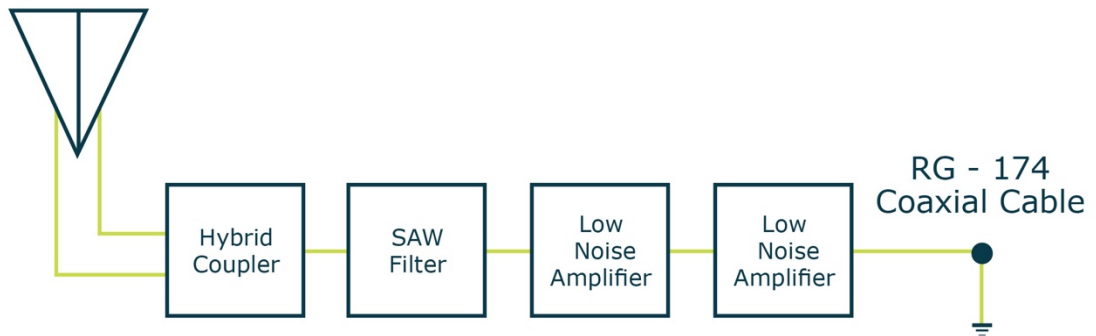 RG - 174
Coaxial Cable
Hybrid
Coupler
SAW
Filter
Low
Noise
Amplifier
Low
Noise
Amplifier